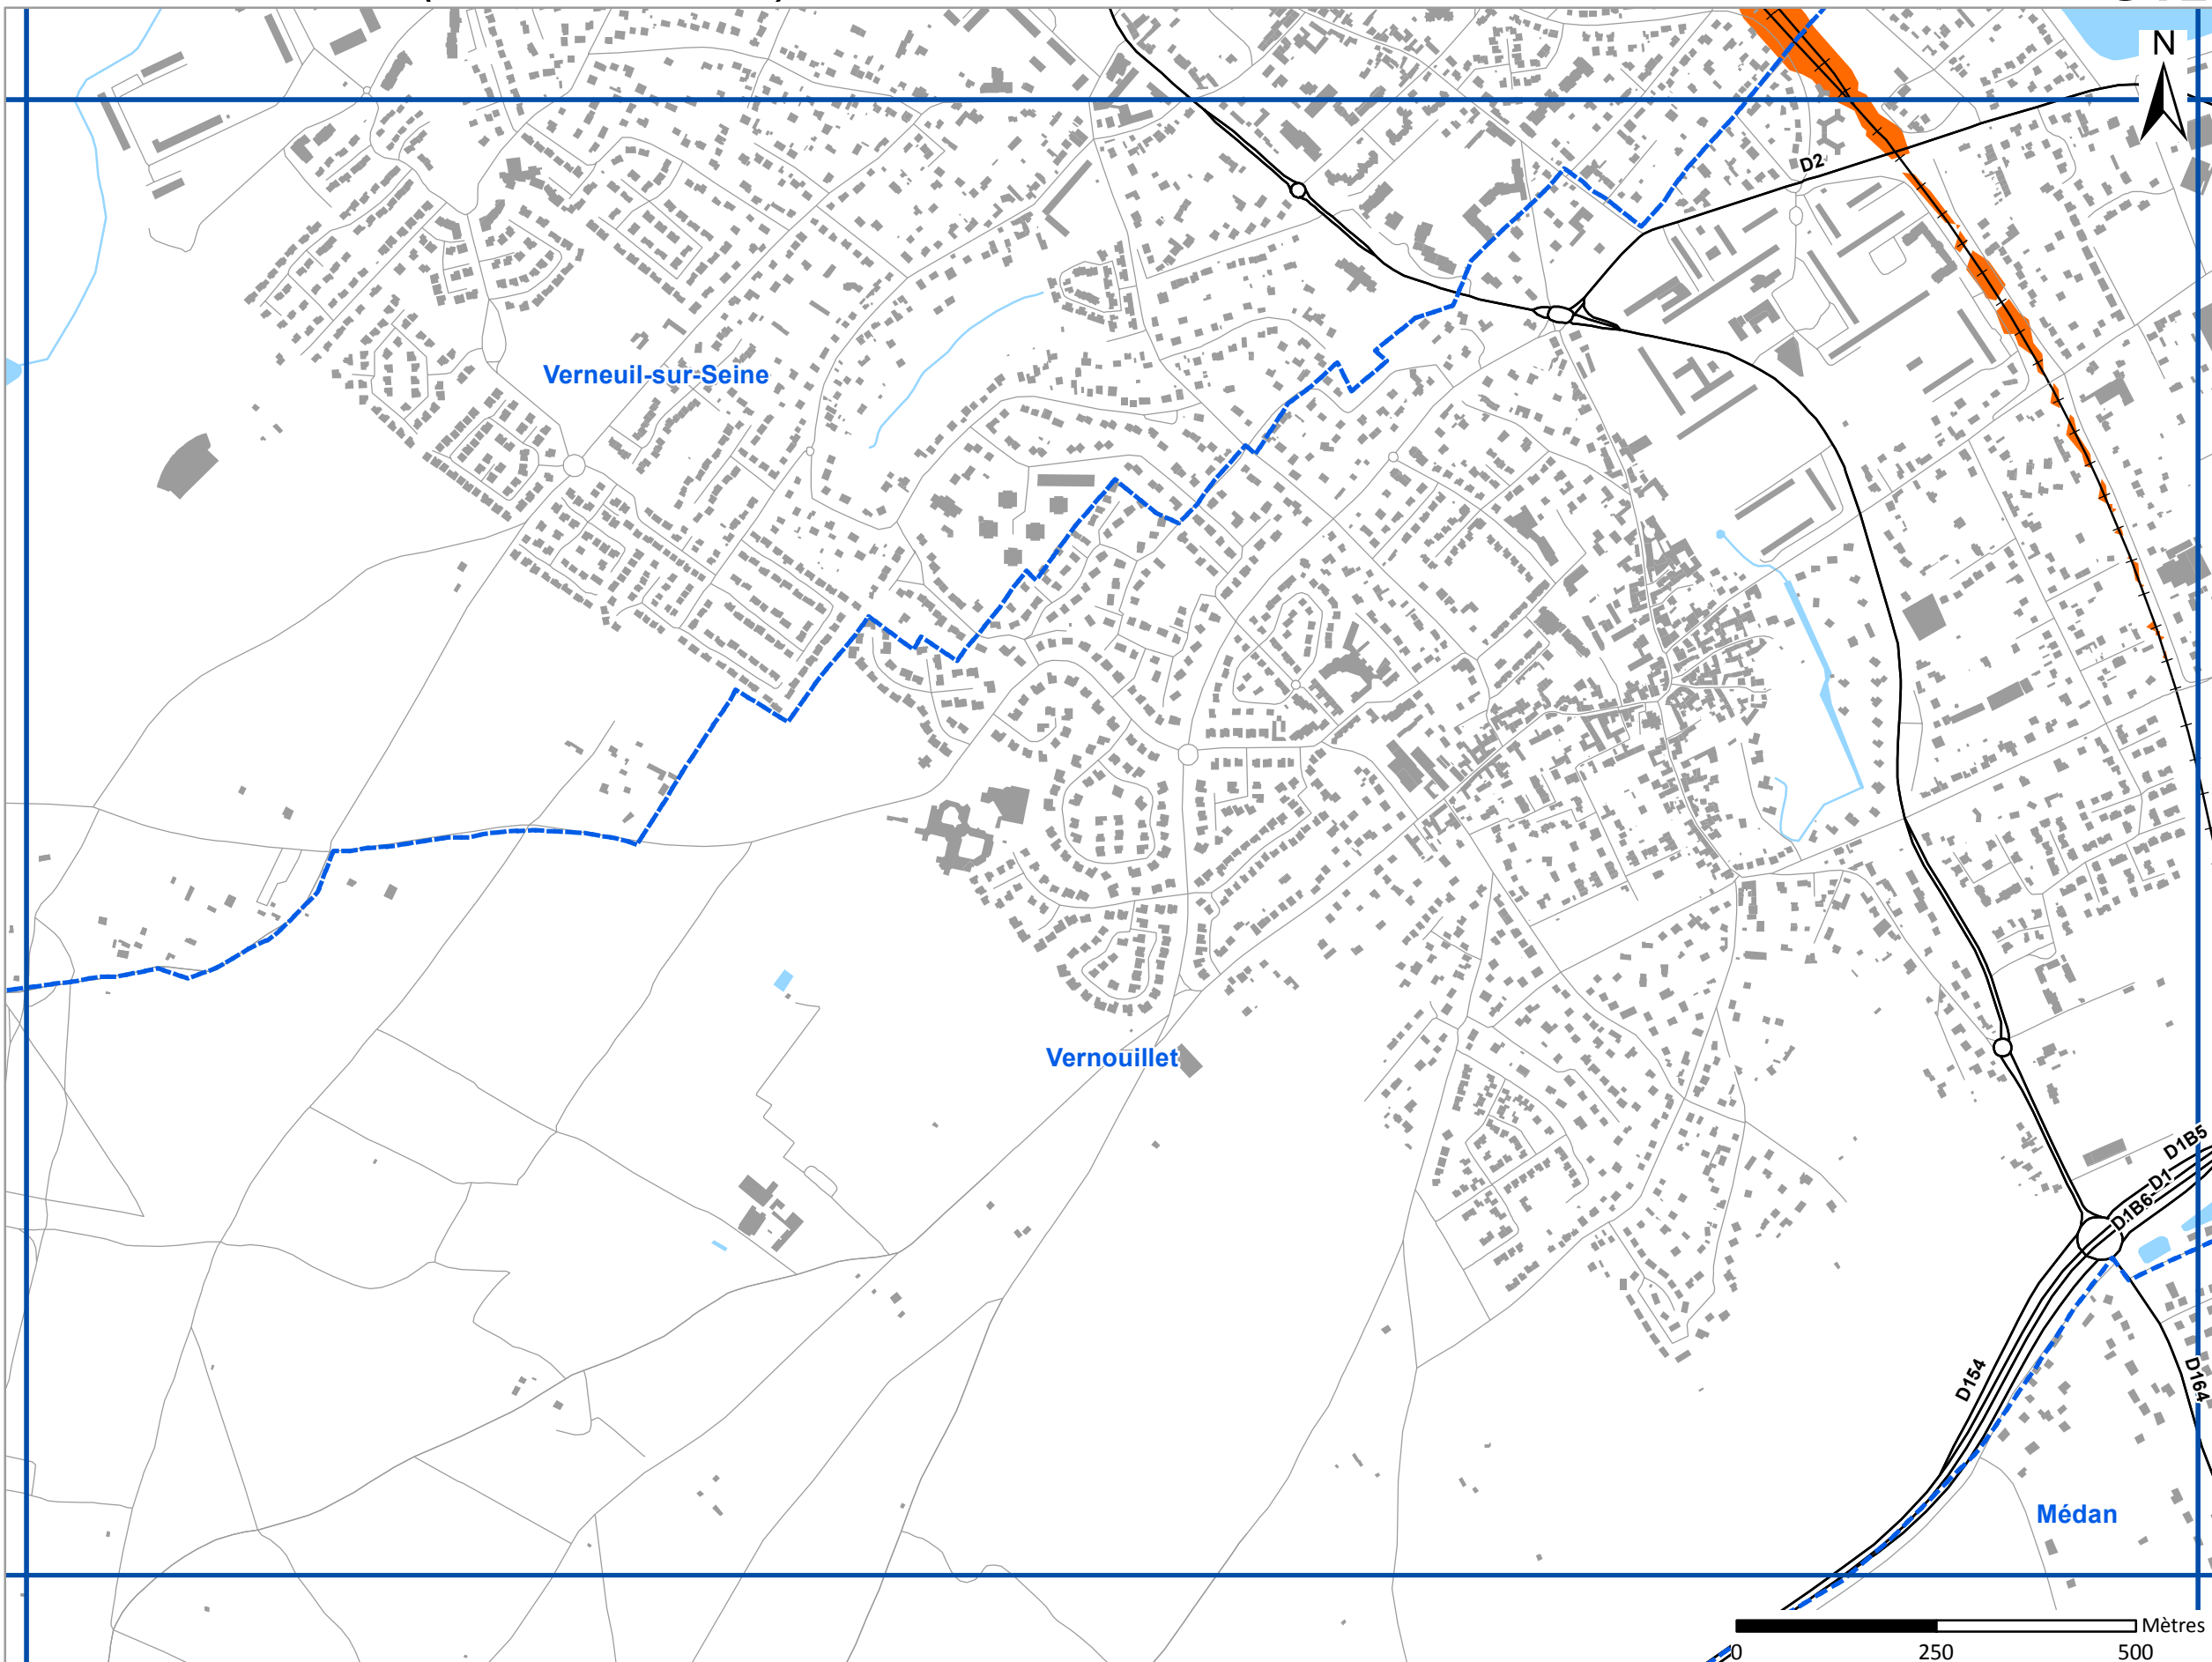 N
D2
Verneuil-sur-Seine
Vernouillet
D1B5
D1
D1B6
D154
D164
Médan
Mètres
0 250 500